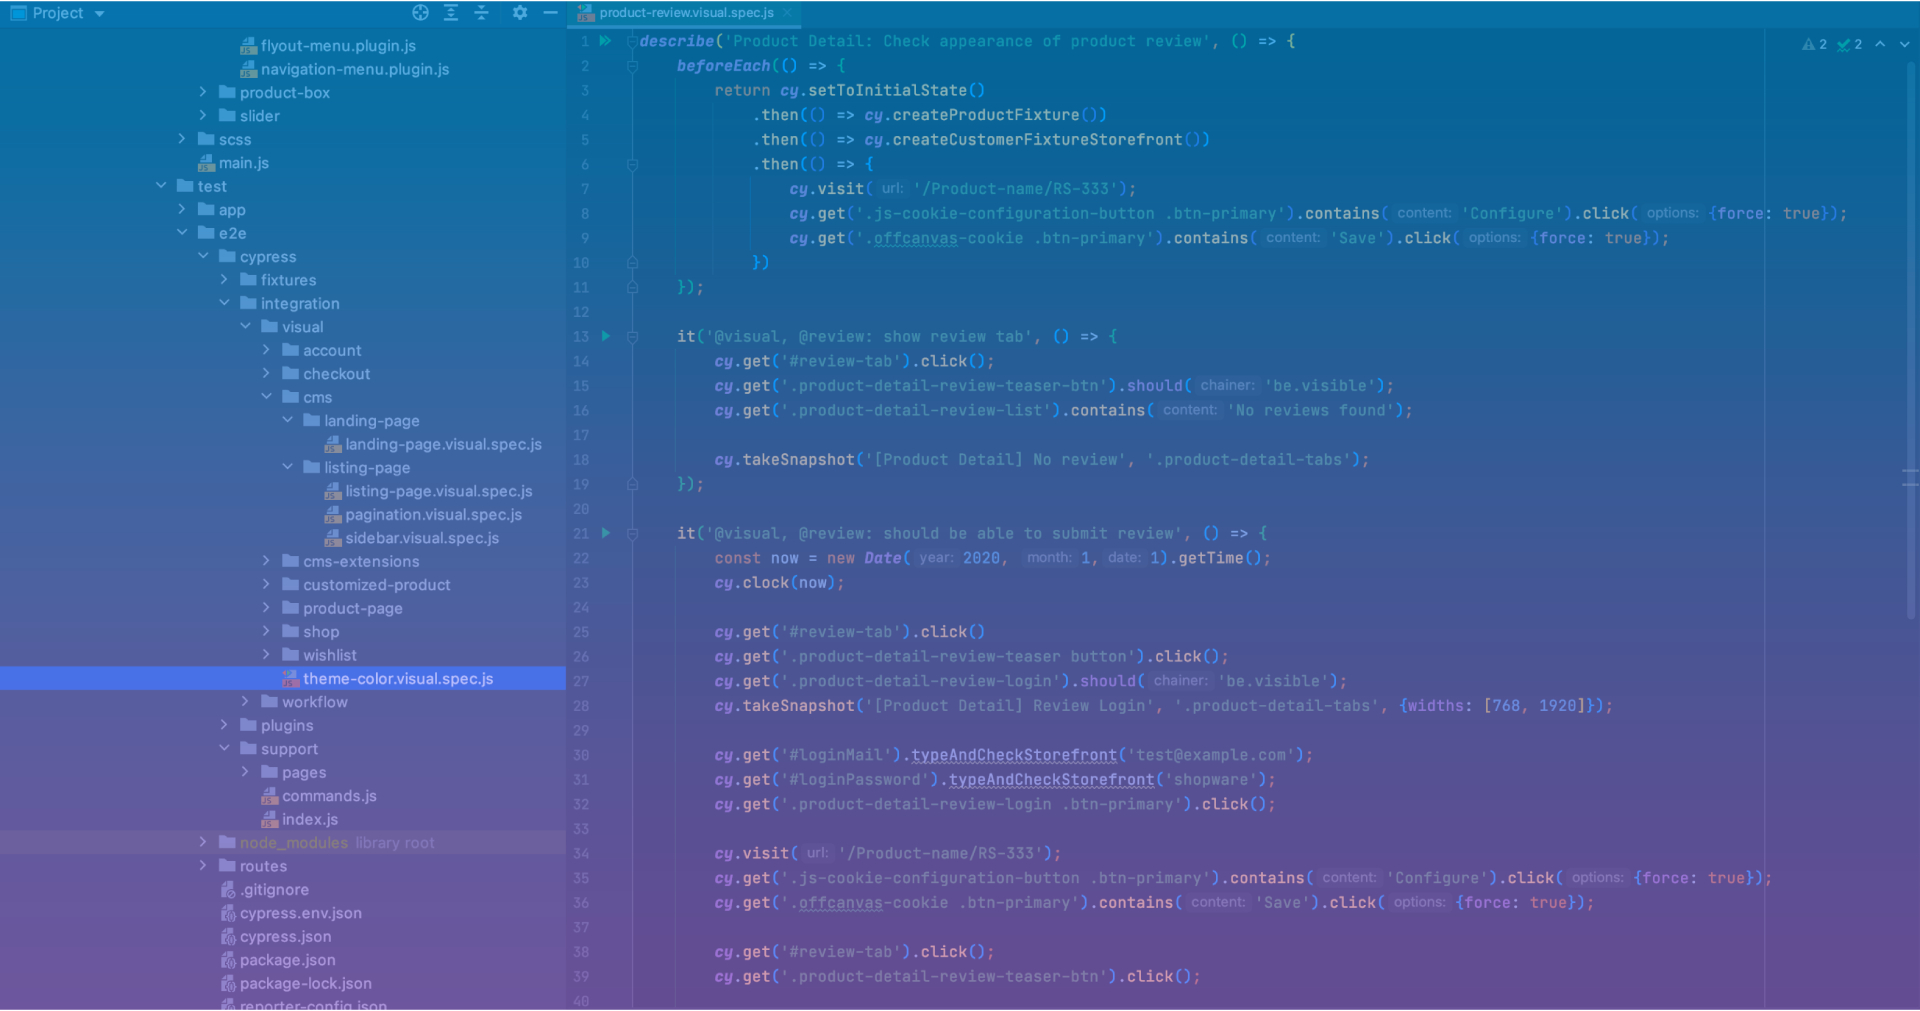 Project
flyout-menu.plugin.js
navigation-menu.plugin.js
product-box
slider
scss
main.js
test
app
e2e
cypress
fixtures
integration
visual
account
checkout
cms
landing-page
landing-page.visual.spec.js
listing-page
listing-page.visual.spec.js
pagination.visual.spec.js
sidebar.visual.spec.js
cms-extensions
customized-product
product-page
shop
wishlist
theme-color.visual.spec.js
workflow
plugins
support
pages
commands.js
index.js
node_modules library root
routes
.gitignore
cypress.env.json
cypress.json
package.json
package-lock.json
reporter-config.json
product-review.visual.spec.js
2 2
1 describe('Product Detail: Check appearance of product review', () => {
2 beforeEach(() => {
3 return cy.setToInitialState()
4 .then(() => cy.createProductFixture())
5 .then(() => cy.createCustomerFixtureStorefront())
6 .then(() => {
7 cy.visit( url: '/Product-name/RS-333');
8 cy.get('.js-cookie-configuration-button .btn-primary').contains( content: 'Configure').click( options: {force: true});
9 cy.get('.offcanvas-cookie .btn-primary').contains( content: 'Save').click( options: {force: true});
10 })
11 });
12
13 it('@visual, @review: show review tab', () => {
14 cy.get('#review-tab').click();
15 cy.get('.product-detail-review-teaser-btn').should( chainer: 'be.visible');
16 cy.get('.product-detail-review-list').contains( content: 'No reviews found');
17
18 cy.takeSnapshot('[Product Detail] No review', '.product-detail-tabs');
19 });
20
21 it('@visual, @review: should be able to submit review', () => {
22 const now = new Date( year: 2020, month: 1, date: 1).getTime();
23 cy.clock(now);
24
25 cy.get('#review-tab').click()
26 cy.get('.product-detail-review-teaser button').click();
27 cy.get('.product-detail-review-login').should( chainer: 'be.visible');
28 cy.takeSnapshot('[Product Detail] Review Login', '.product-detail-tabs', {widths: [768, 1920]});
29
30 cy.get('#loginMail').typeAndCheckStorefront('test@example.com');
31 cy.get('#loginPassword').typeAndCheckStorefront('shopware');
32 cy.get('.product-detail-review-login .btn-primary').click();
33
34 cy.visit( url: '/Product-name/RS-333');
35 cy.get('.js-cookie-configuration-button .btn-primary').contains( content: 'Configure').click( options: {force: true});
36 cy.get('.offcanvas-cookie .btn-primary').contains( content: 'Save').click( options: {force: true});
37
38 cy.get('#review-tab').click();
39 cy.get('.product-detail-review-teaser-btn').click();
40